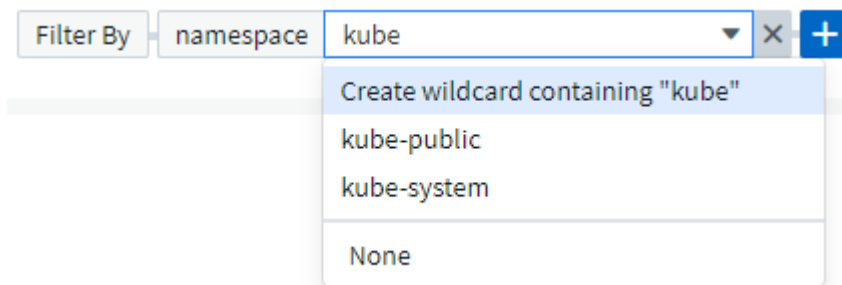 Filter By namespace kube
Create wildcard containing "kube"
kube-public
kube-system
None